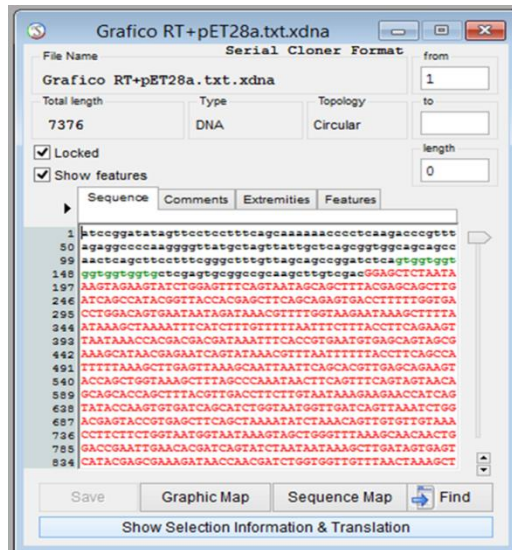 Grafico RT+pET28a.txt.xdna
File Name
Serial Cloner Format
Grafico RT+pET28a.txt.xdna
from
1
Total length
7376
Type
DNA
Topology
Circular
to
Locked
Show features
length
0
Sequence Comments Extremities Features
1 atccggatatagttcctcctttcagcaaaaaacccctcaagacccgttt
50 agaggccccaaggggttatgctagttattgctcagcggtggcagcagcc
99 aactcagcttcctttcgggctttgttagcagccggatctcagtggtggt
148 ggtggtggtgctcgagtgcggccgcaagcttgtcgacGGAGCTCTAATA
197 AAGTAGAAGTATCTGGAGTTTCAGTAATAGCAGCTTTACGAGCAGCTTG
246 ATCAGCCATACGGTTACCACGAGCTTCAGCAGAGTGACCTTTTTGGTGA
295 CCTGGACAGTGAATAATAGATAAACGTTTTGGTAAGAATAAAGCTTTTA
344 ATAAAGCTAAAATTTCATCTTTGTTTTTAATTTCTTTACCTTCAGAAGT
393 TAATAAACCACGACGACGATAAATTTCACCGTGAATGTGAGCAGTAGCG
442 AAAGCATAACGAGAATCAGTATAAACGTTTAATTTTTTACCTTCAGCCA
491 TTTTTAAAGCTTGAGTTAAAGCAATTAATTCAGCACGTTGAGCAGAAGT
540 ACCAGCTGGTAAAGCTTTAGCCCAAATAACTTCAGTTTCAGTAGTAACA
589 GCAGCACCAGCTTTACGTTGACCTTCTTGTAATAAAGAAGAACCATCAG
638 TATACCAAGTGTGATCAGCATCTGGTAATGGTTGATCAGTTAAATCTGG
687 ACGAGTACCGTGAGCTTCAGCTAAAATATCTAAACAGTTGTGTTGTAAA
736 CCTTCTTCTGGTAATGGTAATAAAGTAGCTGGGTTTAAAGCAACAACTG
785 GACCGAATTGAACACGATCAGTATCTAATAATAAAGCTTGATAGTGAGC
834 CATACGAGCGAAAGATAACCAACGATCTGGTGGTTGTTTAACTAAAGCT
Save Graphic Map Sequence Map Find
Show Selection Information & Translation